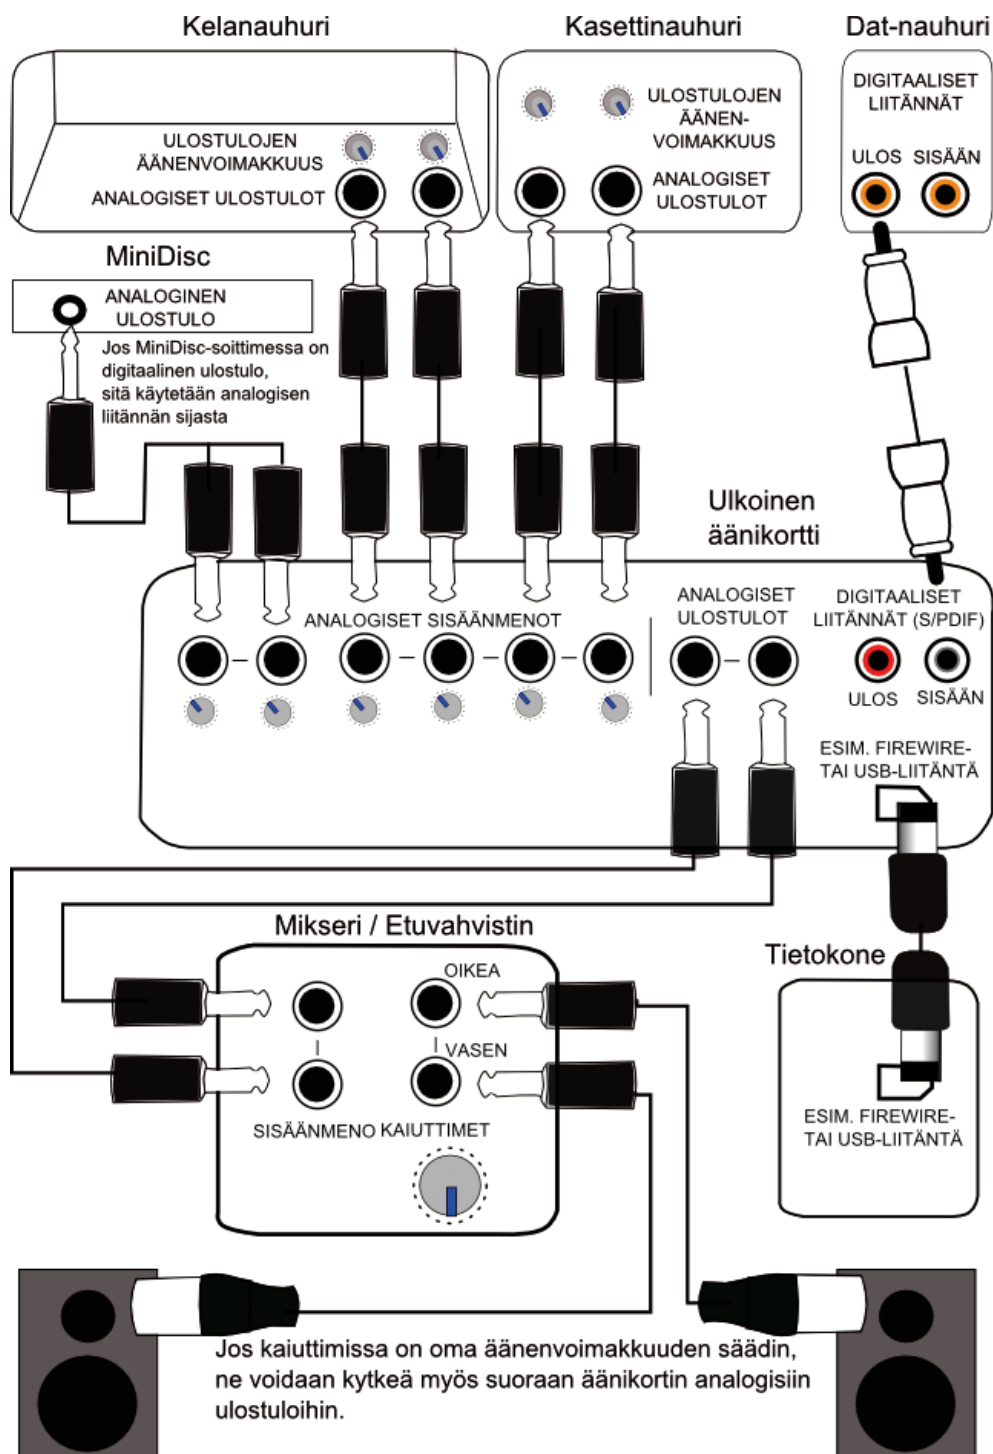 Kelanauhuri
Kasettinauhuri
Dat-nauhuri
ULOSTULOJEN
ÄÄNENVOIMAKKUUS
ANALOGISET ULOSTULOT
ULOSTULOJEN
ÄÄNEN-
VOIMAKKUUS
ANALOGISET
ULOSTULOT
DIGITAALISET
LIITÄNNÄT
ULOS SISÄÄN
MiniDisc
ANALOGINEN
ULOSTULO
Jos MiniDisc-soittimessa on
digitaalinen ulostulo,
sitä käytetään analogisen
liitännän sijasta
Ulkoinen
äänikortti
ANALOGISET SISÄÄNMENOT
ANALOGISET
ULOSTULOT
DIGITAALISET
LIITÄNNÄT (S/PDIF)
ULOS SISÄÄN
ESIM. FIREWIRE-
TAI USB-LIITÄNTÄ
Mikseri / Etuvahvistin
OIKEA
VASEN
SISÄÄNMENO KAIUTTIMET
Tietokone
ESIM. FIREWIRE-
TAI USB-LIITÄNTÄ
Jos kaiuttimissa on oma äänenvoimakkuuden säädin,
ne voidaan kytkeä myös suoraan äänikortin analogisiin
ulostuloihin.